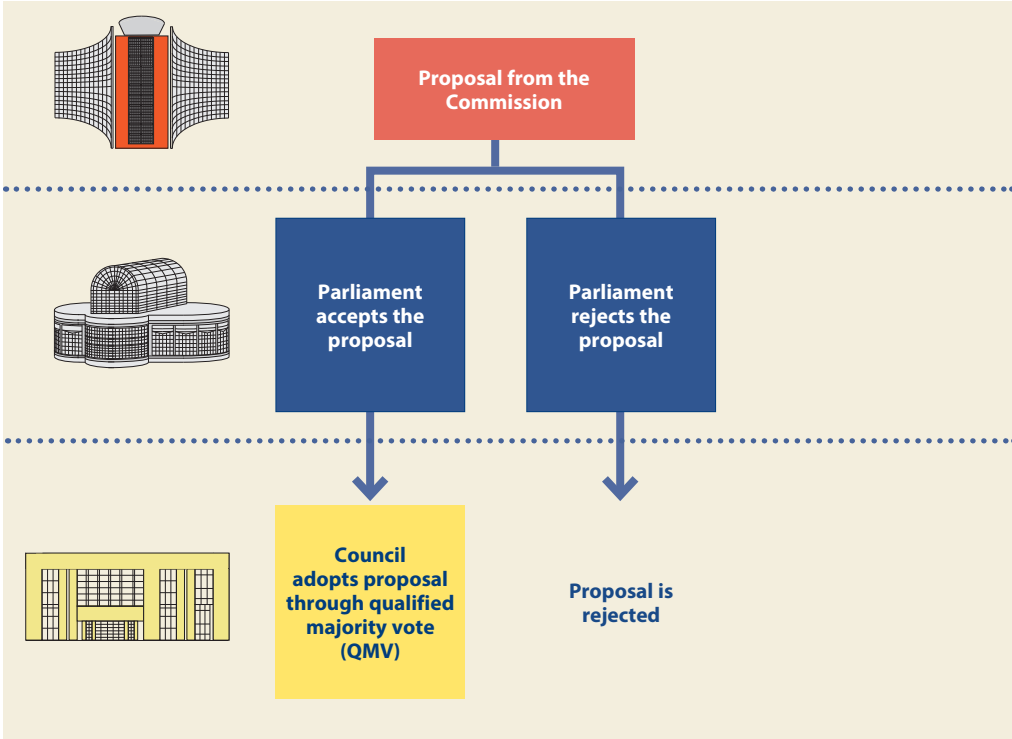 Proposal from the
Commission
Parliament
accepts the
proposal
Parliament
rejects the
proposal
Council
adopts proposal
through qualified
majority vote
(QMV)
Proposal is
rejected